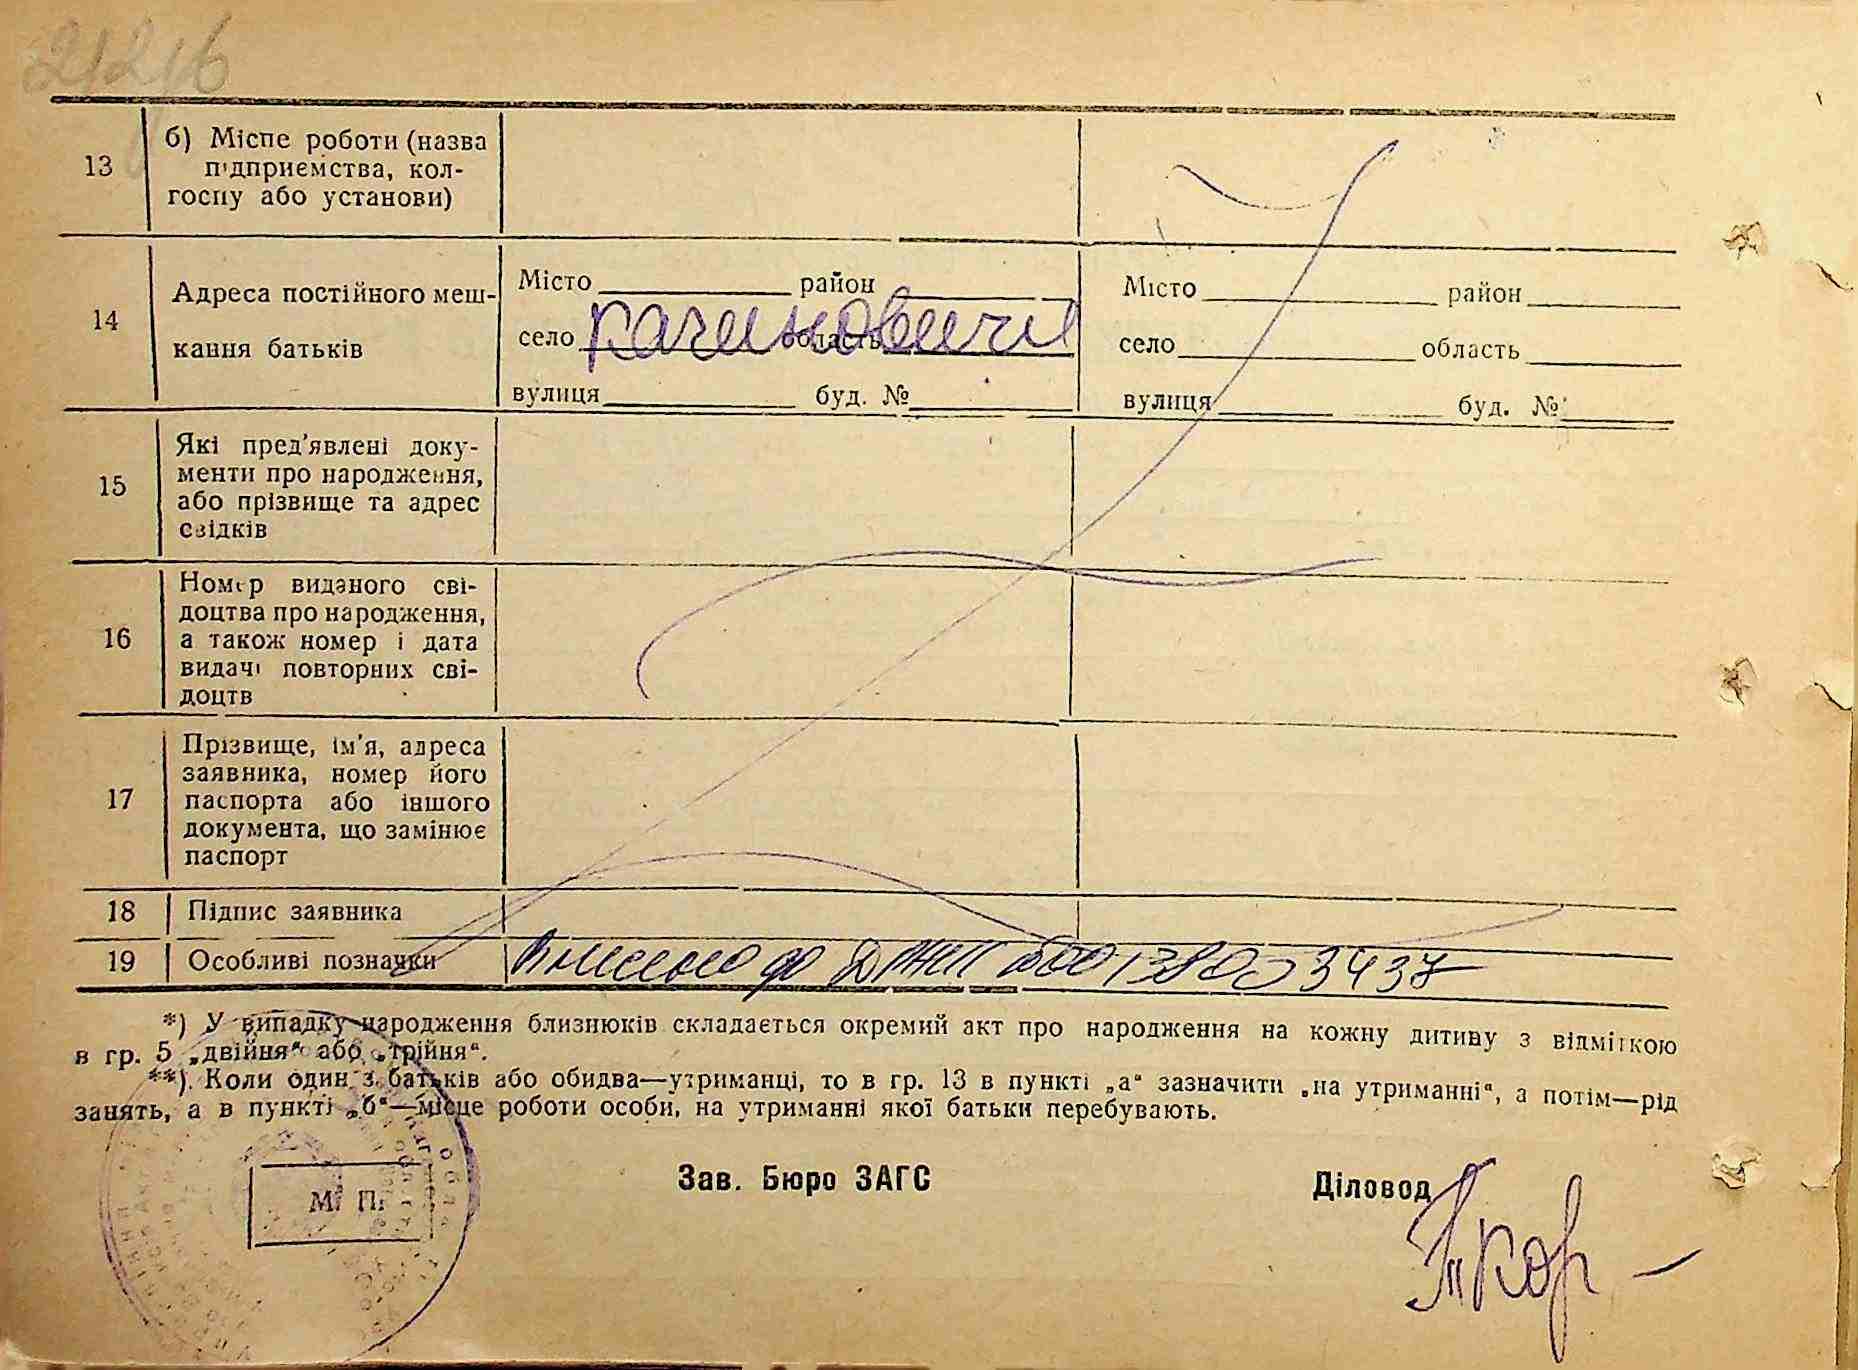 21216
13
б) Місце роботи (назва
підприємства, кол-
госпу або установи)
14
Адреса постійного меш-
кання батьків
Місто район
село Качиновичи область
вулиця буд. №
Місто район
село область
вулиця буд. №
15
Які пред'явлені доку-
менти про народження,
або прізвище та адрес
свідків
16
Номер виданого сві-
доцтва про народження,
а також номер і дата
видачі повторних сві-
доцтв
17
Прізвище, ім'я, адреса
заявника, номер його
паспорта або іншого
документа, що замінює
паспорт
18 Підпис заявника
19 Особливі позначки Внесено до 00138003437
*) У випадку народження близнюків складається окремий акт про народження на кожну дитину з відміткою
в гр. 5 „двійня“ або „трійня“.
**) Коли один з батьків або обидва—утриманці, то в гр. 13 в пункті „а“ зазначити „на утриманні“, а потім—рід
занять, а в пункті „б“—місце роботи особи, на утриманні якої батьки перебувають.
М. П.
Зав. Бюро ЗАГС
Діловод